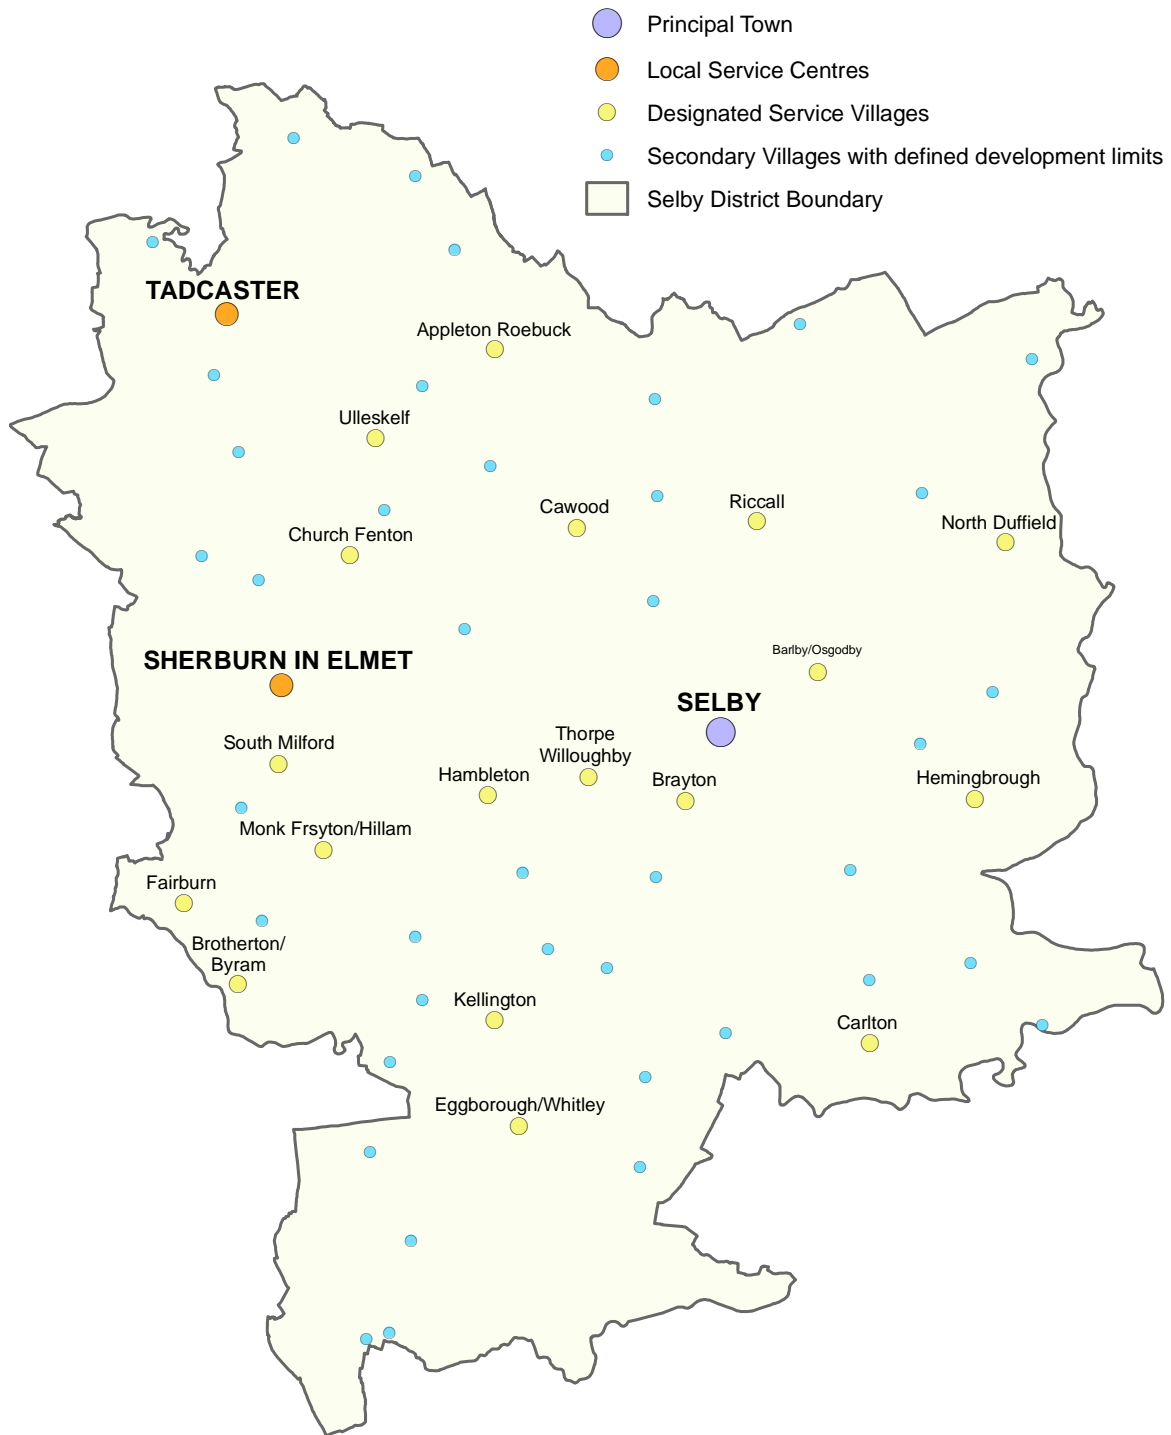 Principal Town
Local Service Centres
Designated Service Villages
Secondary Villages with defined development limits
Selby District Boundary
TADCASTER
Appleton Roebuck
Ulleskelf
Cawood
Riccall
North Duffield
Church Fenton
Barlby/Osgodby
SHERBURN IN ELMET
SELBY
South Milford
Thorpe
Willoughby
Hambleton
Brayton
Hemingbrough
Monk Frsyton/Hillam
Fairburn
Brotherton/
Byram
Kellington
Carlton
Eggborough/Whitley